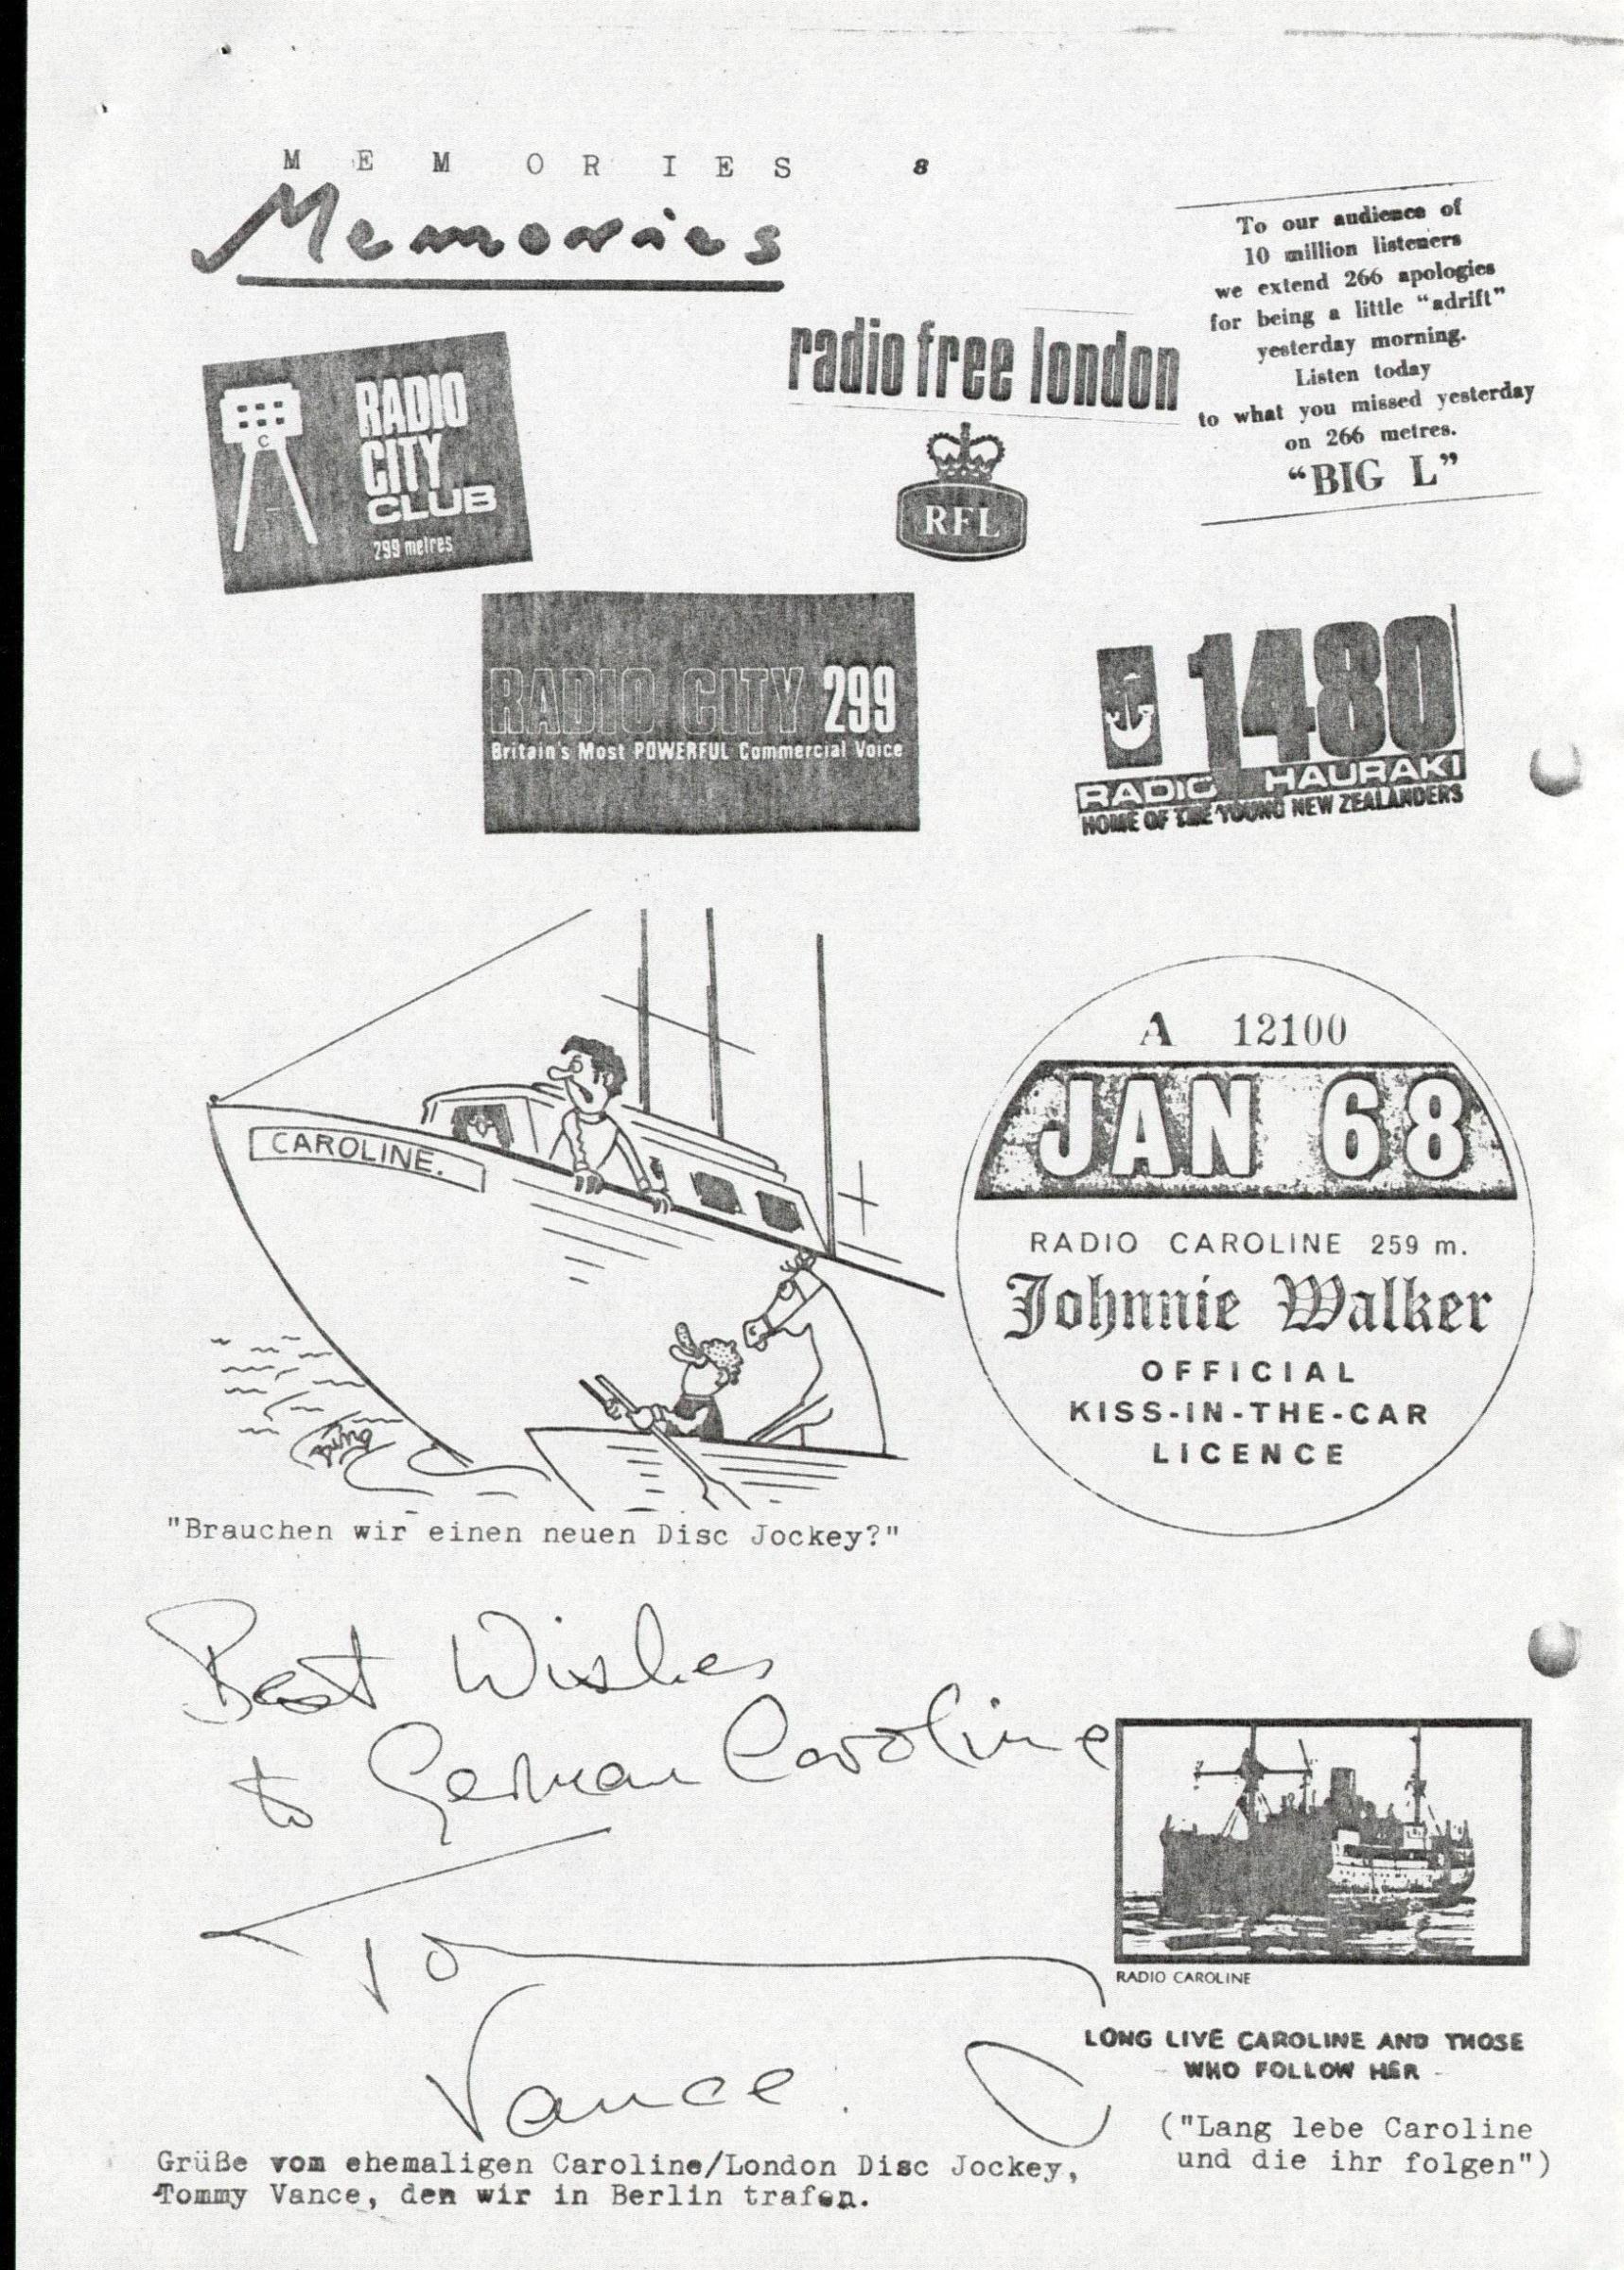 M E M O R I E S 8
Memories
To our audience of
10 million listeners
we extend 266 apologies
for being a little “adrift”
yesterday morning.
Listen today
to what you missed yesterday
on 266 metres.
“BIG L”
radio free london
RFL
C
RADIO
CITY
CLUB
299 metres
RADIO CITY 299
Britain's Most POWERFUL Commercial Voice
1480
RADIO HAURAKI
HOME OF THE YOUNG NEW ZEALANDERS
CAROLINE.
"Brauchen wir einen neuen Disc Jockey?"
A 12100
JAN 68
RADIO CAROLINE 259 m.
Johnnie Walker
OFFICIAL
KISS-IN-THE-CAR
LICENCE
Best Wishes
to German Caroline
Vance.
RADIO CAROLINE
LONG LIVE CAROLINE AND THOSE
- WHO FOLLOW HER -
("Lang lebe Caroline
und die ihr folgen")
Grüße vom ehemaligen Caroline/London Disc Jockey,
Tommy Vance, den wir in Berlin trafen.